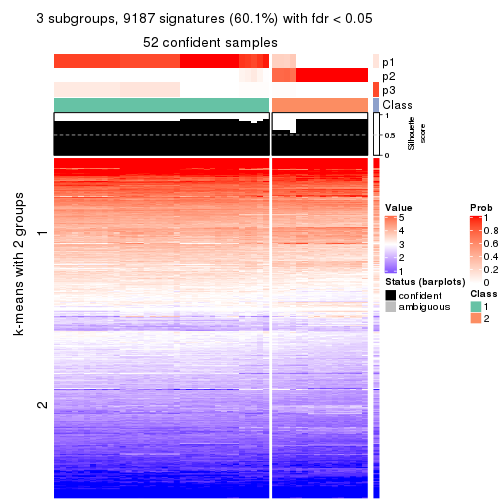 3 subgroups, 9187 signatures (60.1%) with fdr < 0.05
52 confident samples
p1
p2
p3
Class
1
0.5
0
Silhouette
score
k-means with 2 groups
1
2
Value
5
4
3
2
1
Status (barplots)
confident
ambiguous
Prob
1
0.8
0.6
0.4
0.2
0
Class
1
2